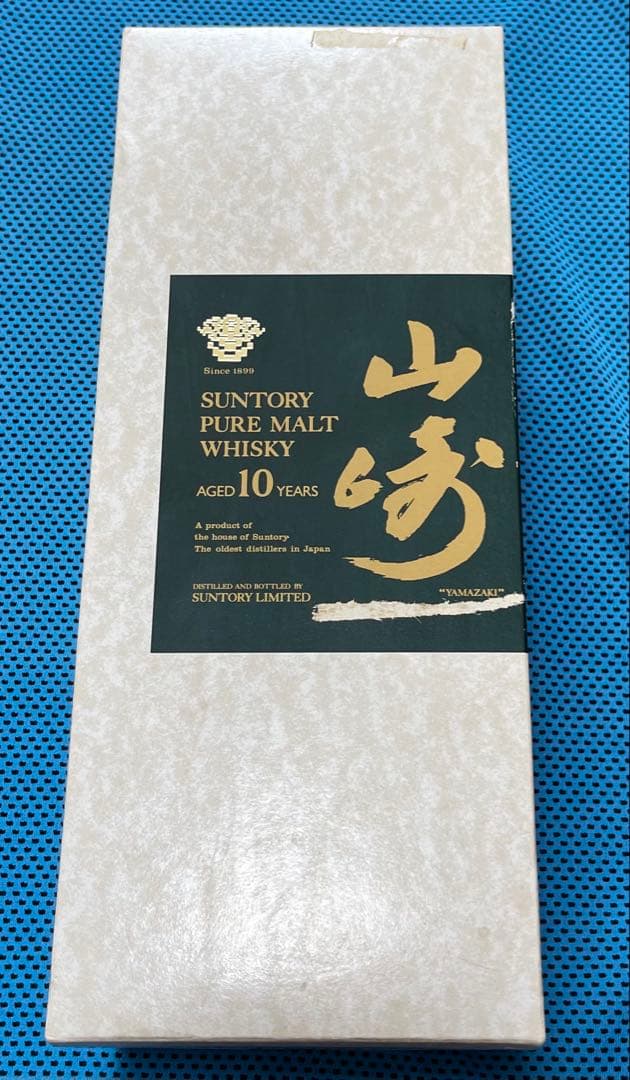 Since 1899
SUNTORY
PURE MALT
WHISKY
AGED 10 YEARS
A product of
the house of Suntory·
The oldest distillers in Japan
DISTILLED AND BOTTLED BY
SUNTORY LIMITED
山崎
"YAMAZAKI"